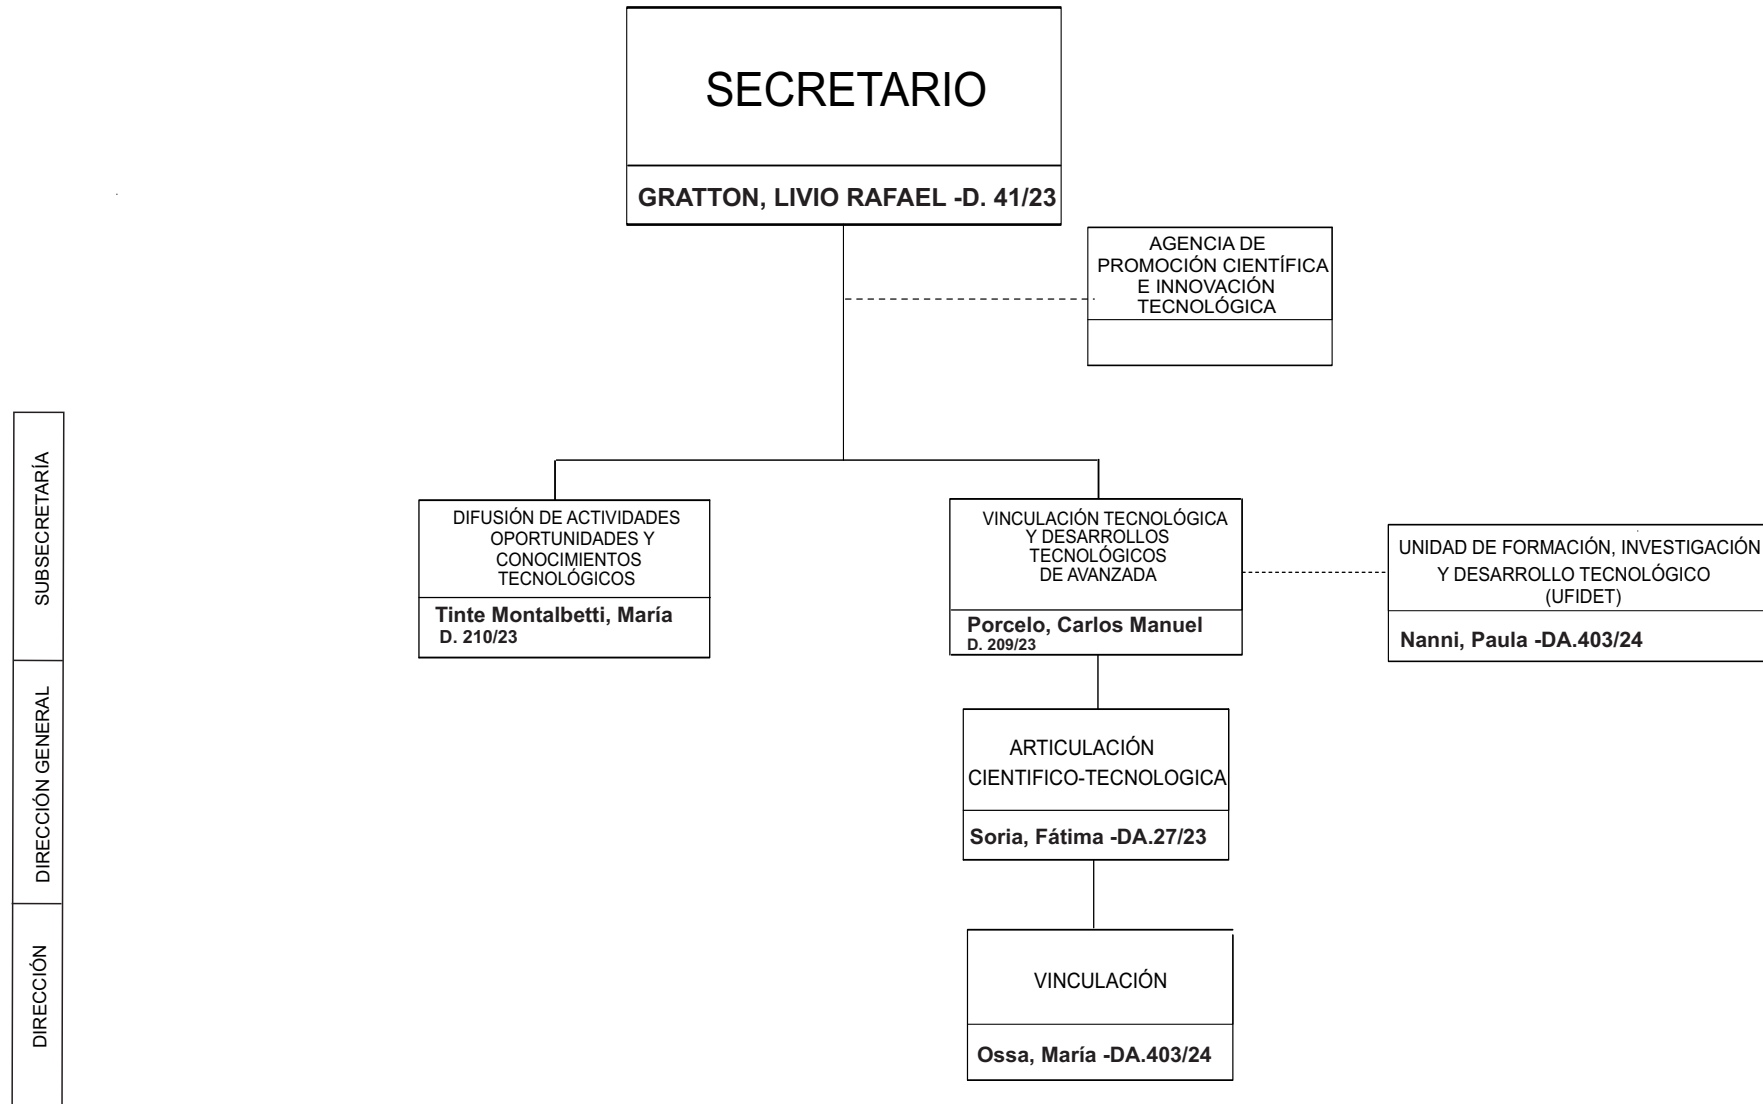 SECRETARIO
GRATTON, LIVIO RAFAEL -D. 41/23
AGENCIA DE
PROMOCIÓN CIENTÍFICA
E INNOVACIÓN
TECNOLÓGICA
SUBSECRETARÍA
DIFUSIÓN DE ACTIVIDADES
OPORTUNIDADES Y
CONOCIMIENTOS
TECNOLÓGICOS
Tinte Montalbetti, María
D. 210/23
VINCULACIÓN TECNOLÓGICA
Y DESARROLLOS
TECNOLÓGICOS
DE AVANZADA
Porcelo, Carlos Manuel
D. 209/23
UNIDAD DE FORMACIÓN, INVESTIGACIÓN
Y DESARROLLO TECNOLÓGICO
(UFIDET)
Nanni, Paula -DA.403/24
DIRECCIÓN GENERAL
ARTICULACIÓN
CIENTIFICO-TECNOLOGICA
Soria, Fátima -DA.27/23
DIRECCIÓN
VINCULACIÓN
Ossa, María -DA.403/24